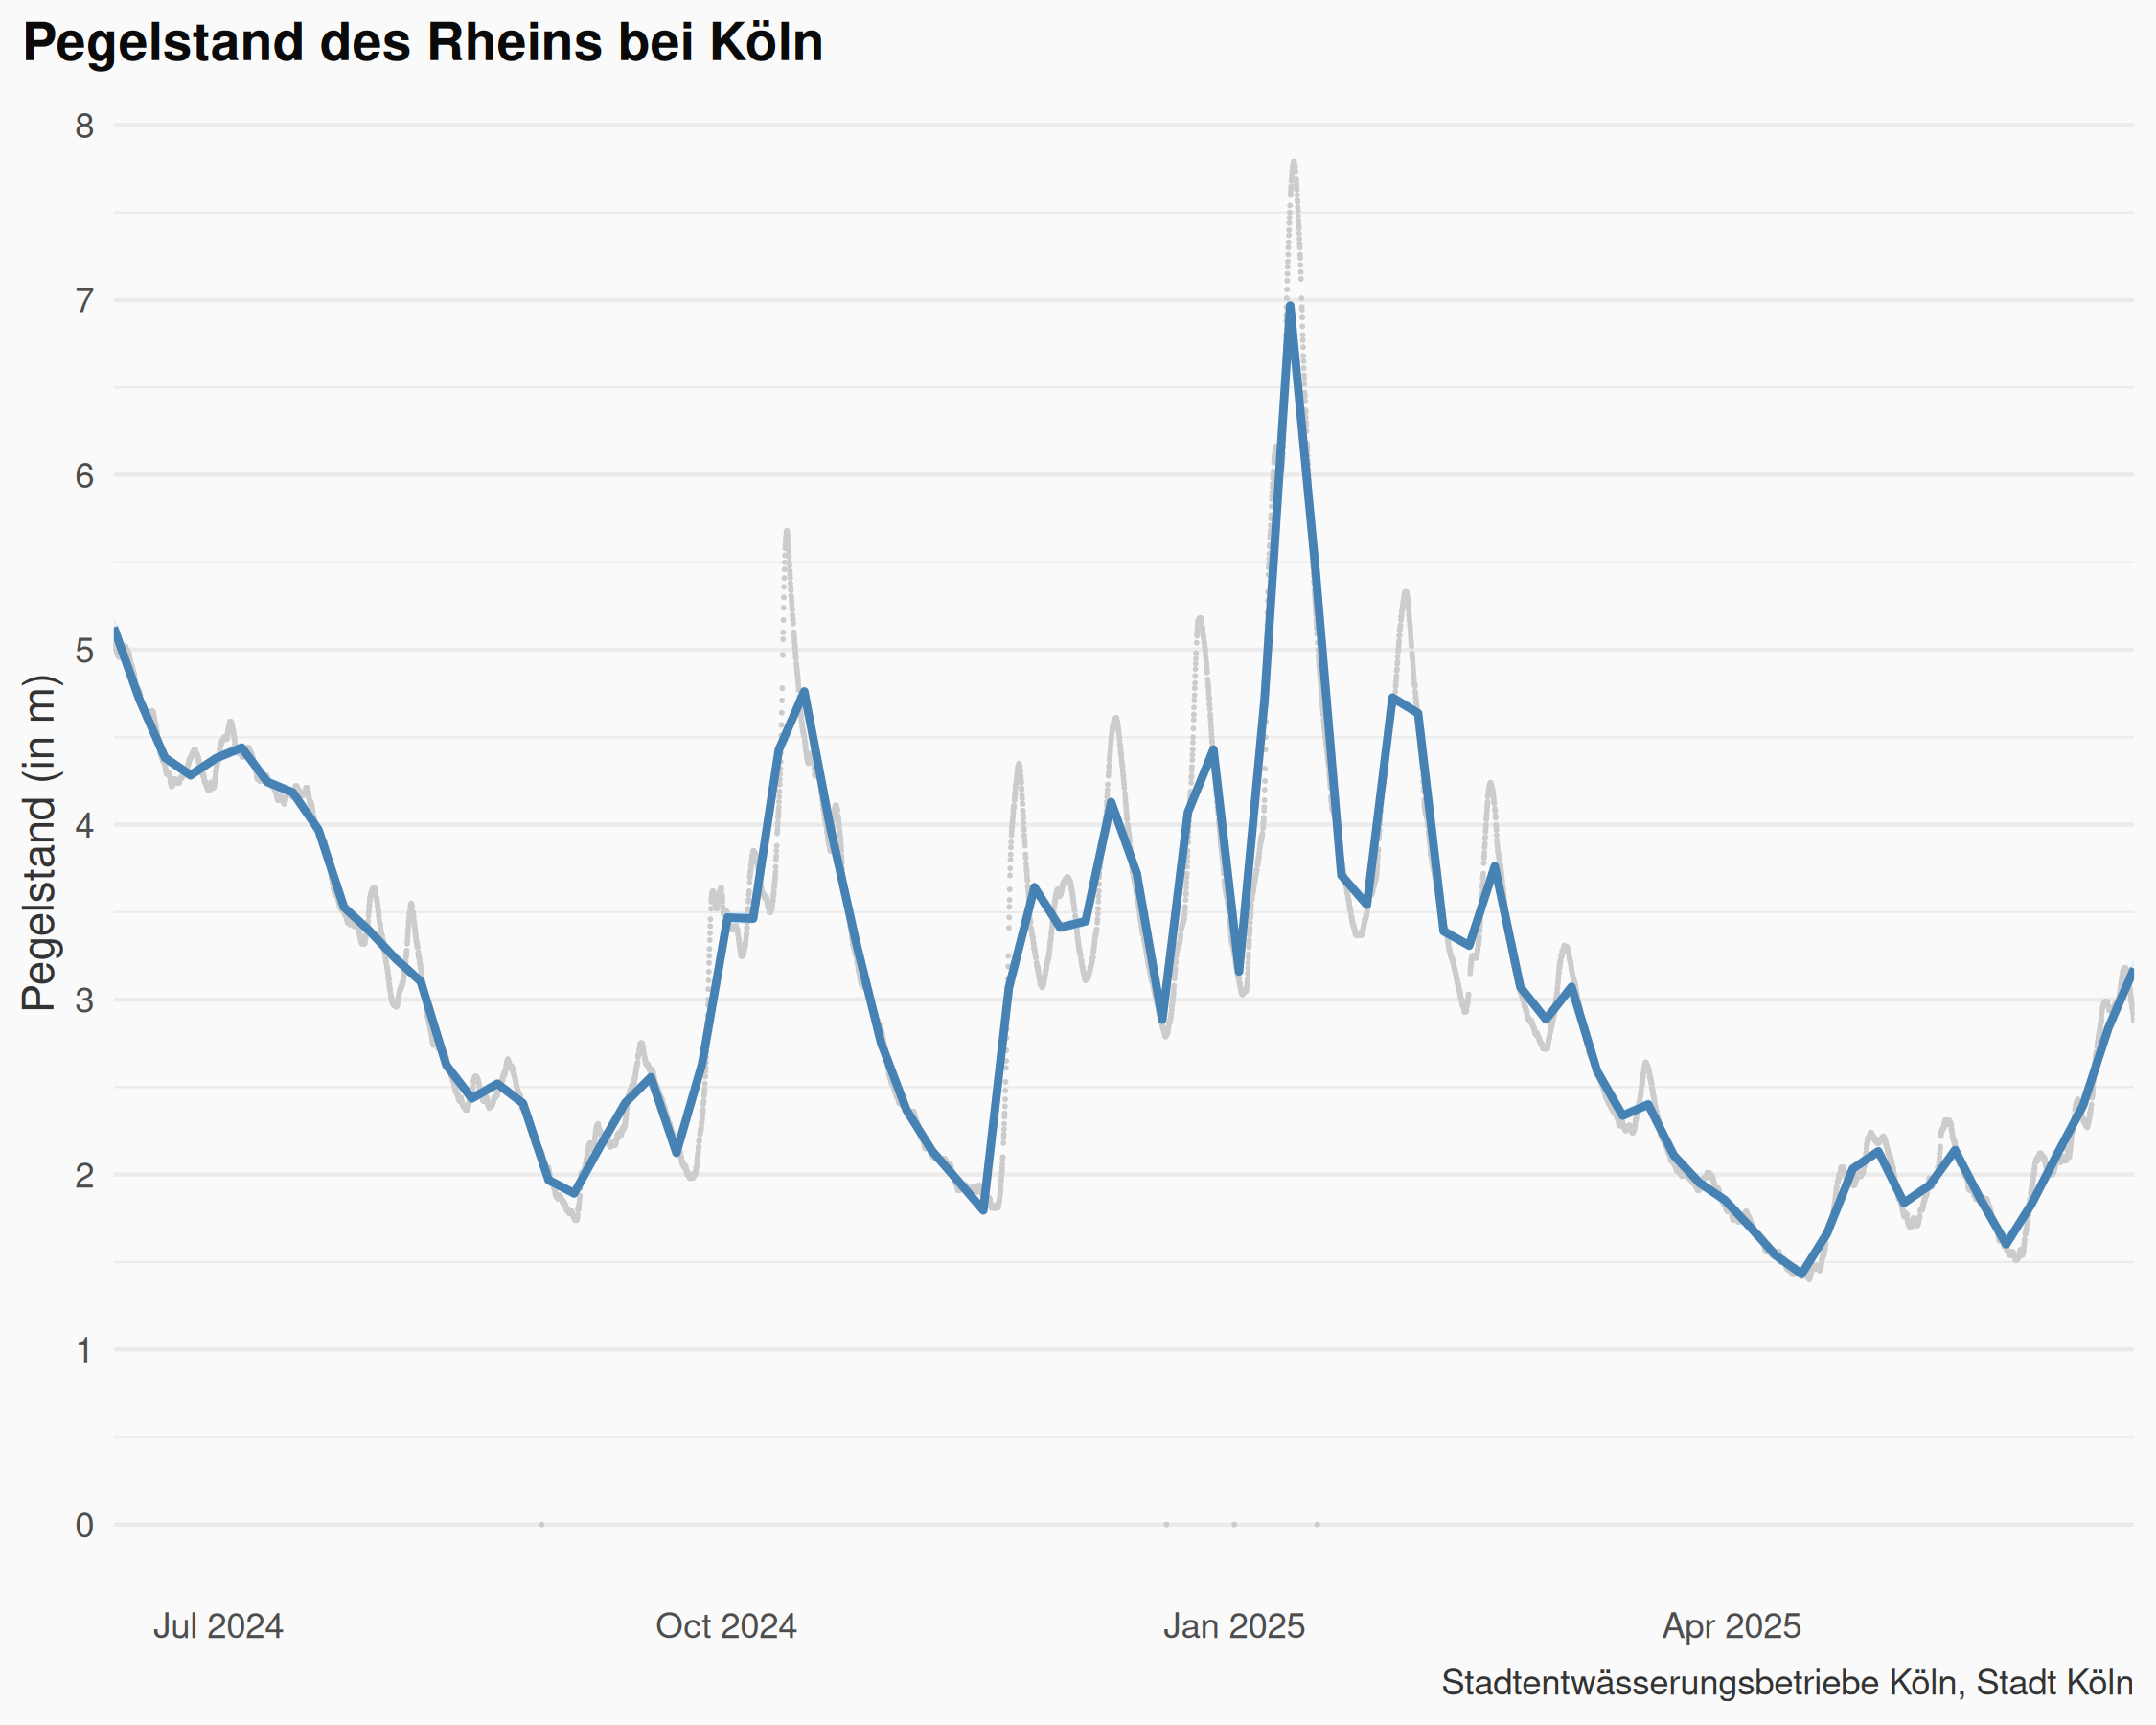 Pegelstand des Rheins bei Köln
Pegelstand (in m)
8
7
6
5
4
3
2
1
0
Jul 2024 Oct 2024 Jan 2025 Apr 2025
Stadtentwässerungsbetriebe Köln, Stadt Köln